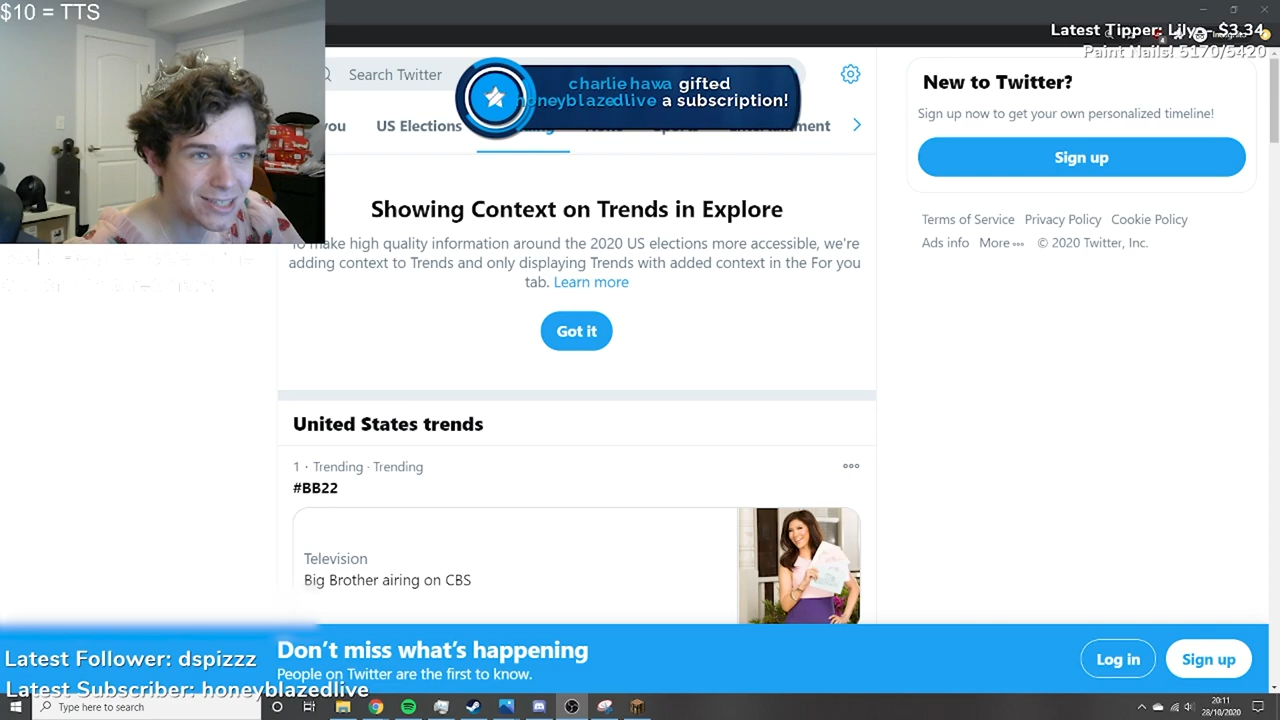 $10 = TTS
Latest Tipper: Lily - $3.34
Paint Nails! 5170/5420
Search Twitter
charliehawa gifted
honeyblazedlive a subscription!
you
US Elections
Showing Context on Trends in Explore
make high quality information around the 2020 US elections more accessible, we're
adding context to Trends and only displaying Trends with added context in the For you
tab. Learn more
Got it
United States trends
1 · Trending · Trending
#BB22
Television
Big Brother airing on CBS
New to Twitter?
Sign up now to get your own personalized timeline!
Sign up
Terms of Service Privacy Policy Cookie Policy
Ads info More ••• © 2020 Twitter, Inc.
Don't miss what's happening
People on Twitter are the first to know.
Log in
Sign up
Latest Follower: dspizzz
Latest Subscriber: honeyblazedlive
Type here to search
20:11
28/10/2020